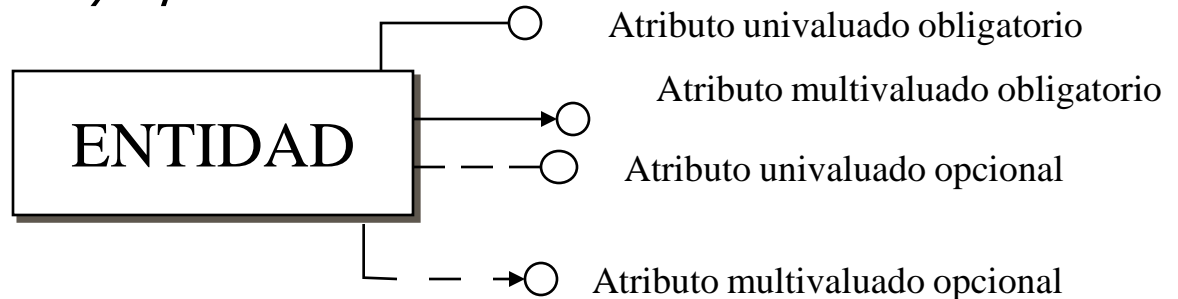 Atributo univaluado obligatorio
Atributo multivaluado obligatorio
ENTIDAD
Atributo univaluado opcional
Atributo multivaluado opcional